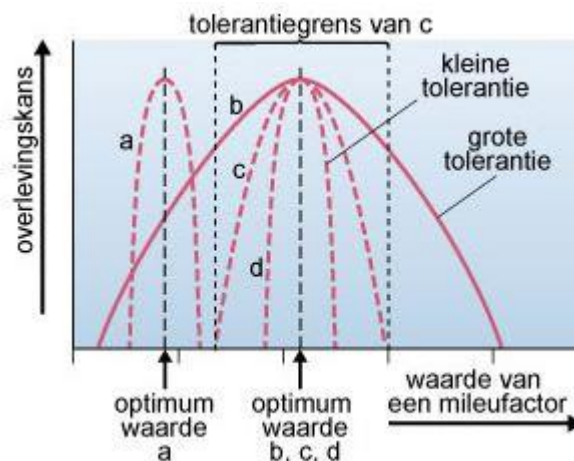 tolerantiegrens van c
overlevingskans
kleine
tolerantie
grote
tolerantie
a
b
c
d
optimum
waarde
a
optimum
waarde
b, c, d
waarde van
een mileufactor